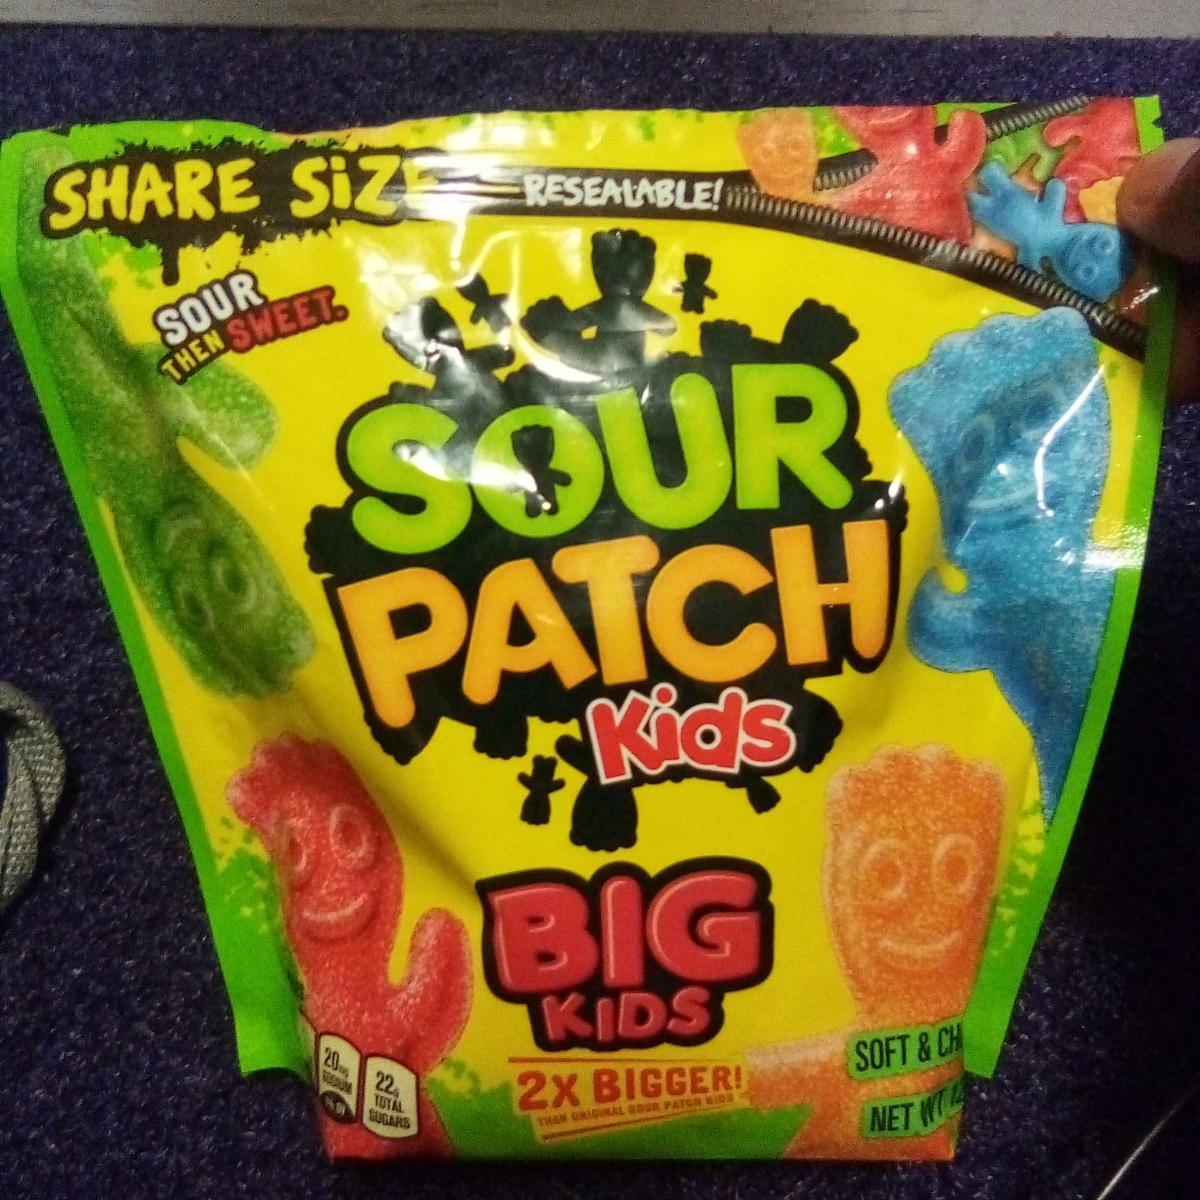 SHARE SiZE
RESEALABLE!
SOUR
THEN SWEET.
SOUR
PATCH
Kids
BIG
KIDS
2X BIGGER!
THAN ORIGINAL SOUR PATCH KIDS
20mg
SODIUM
22g
TOTAL
SUGARS
SOFT & CH
NET WT